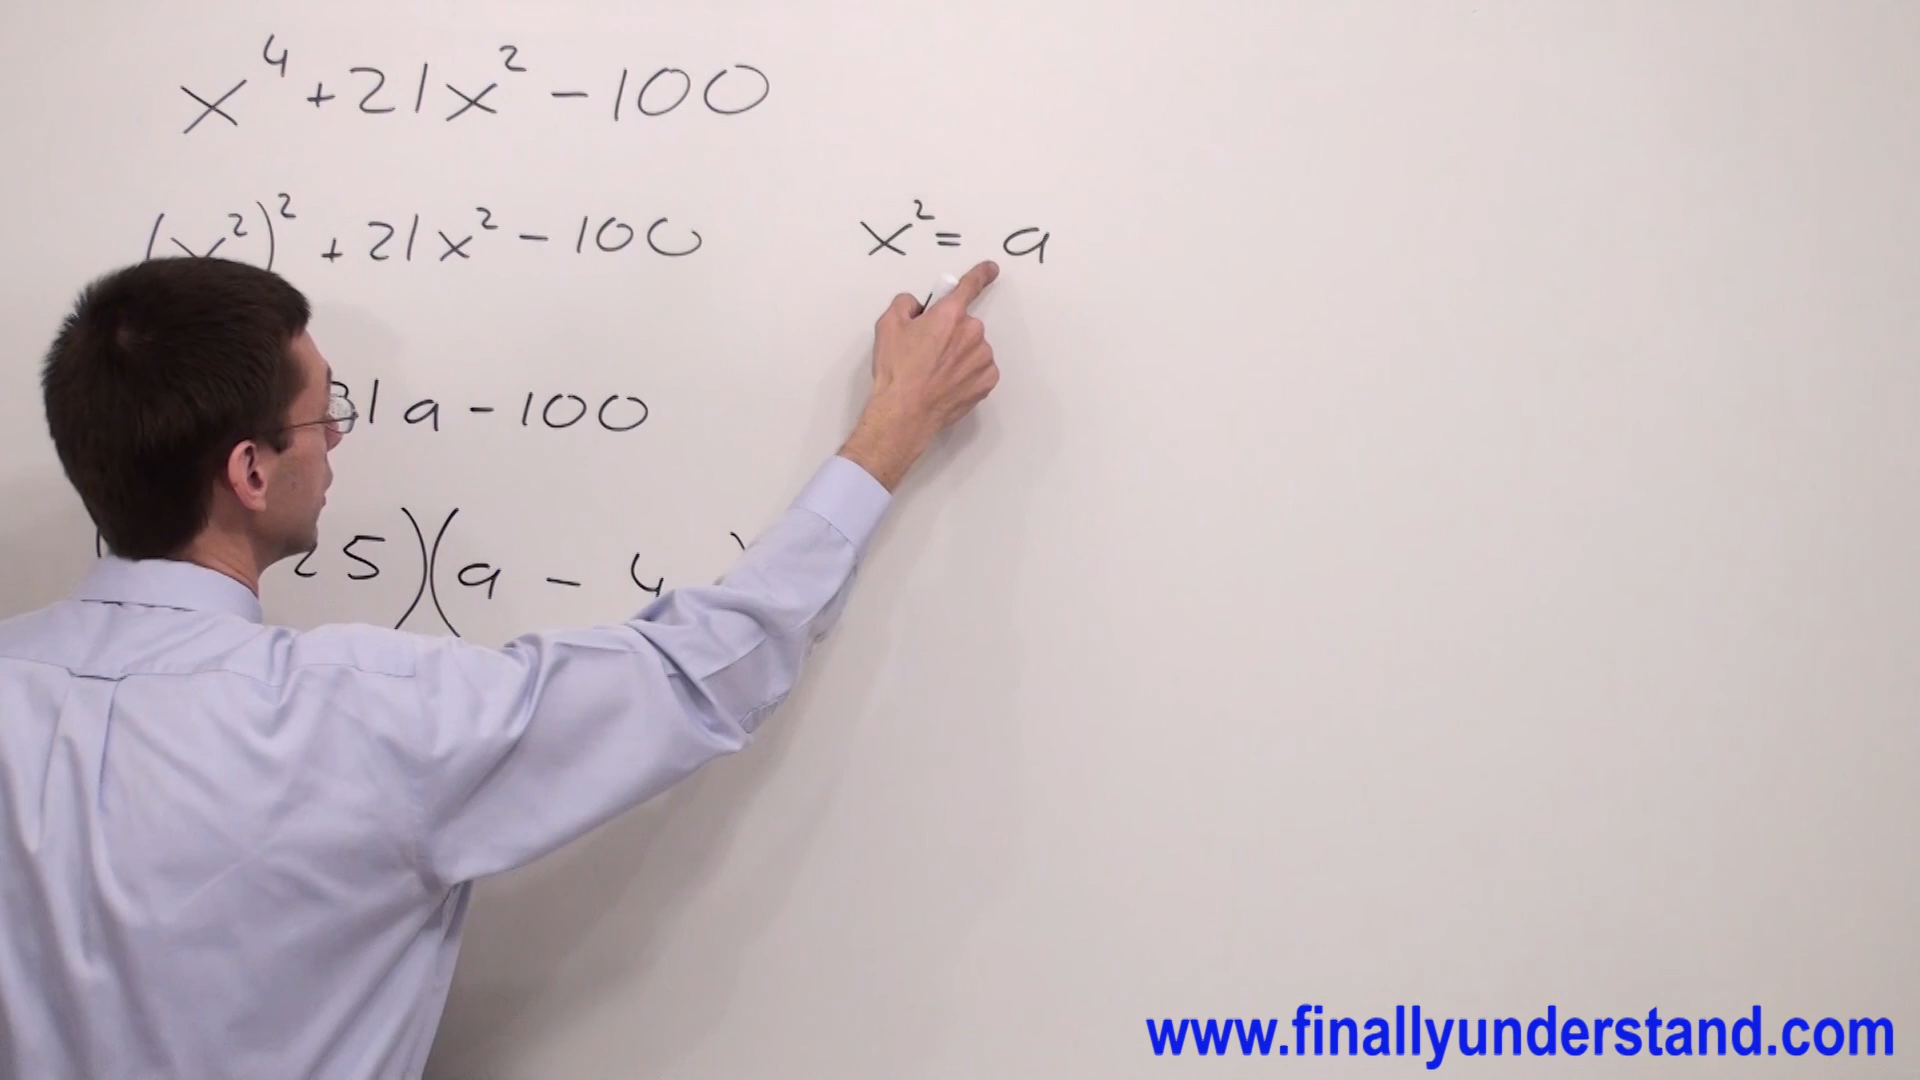 x⁴ + 21x² - 100
(x²)² + 21x² - 100
x² = a
21a - 100
25)(a - 4
www.finallyunderstand.com